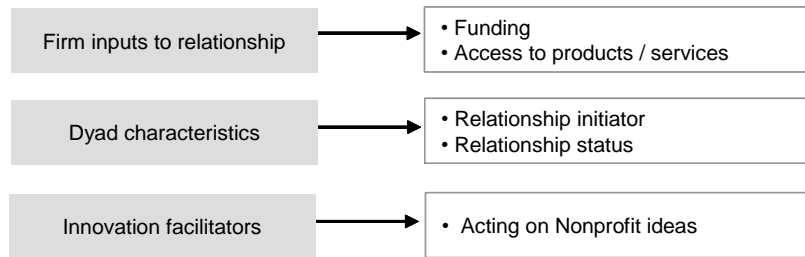 Firm inputs to relationship
• Funding
• Access to products / services
Dyad characteristics
• Relationship initiator
• Relationship status
Innovation facilitators
• Acting on Nonprofit ideas